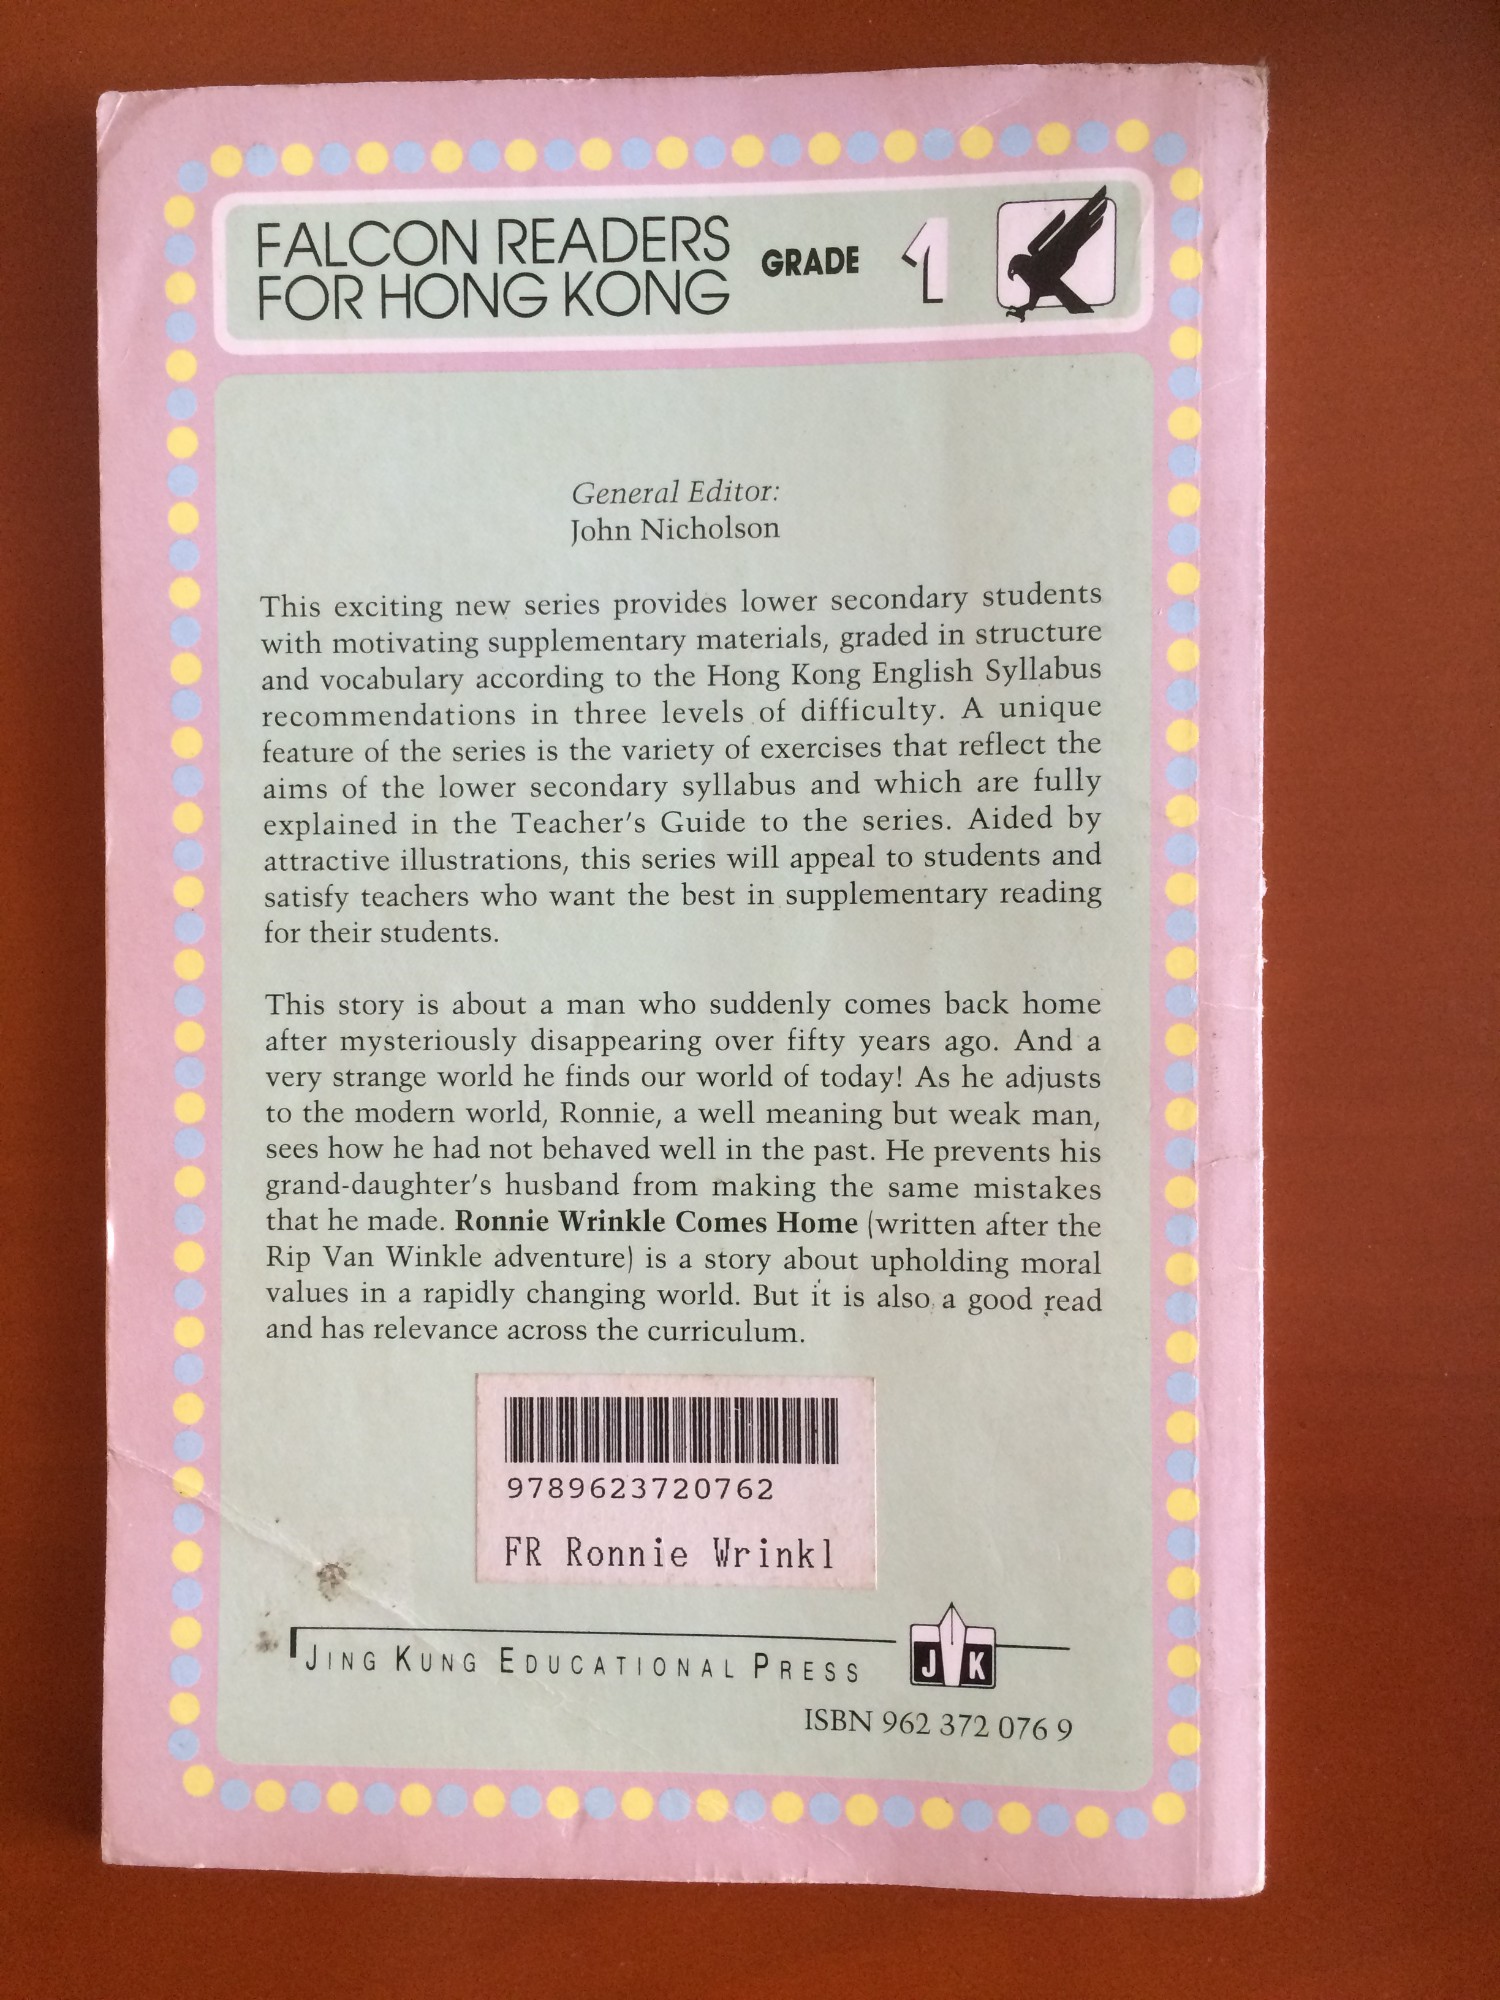 FALCON READERS
FOR HONG KONG
GRADE 1
General Editor:
John Nicholson
This exciting new series provides lower secondary students
with motivating supplementary materials, graded in structure
and vocabulary according to the Hong Kong English Syllabus
recommendations in three levels of difficulty. A unique
feature of the series is the variety of exercises that reflect the
aims of the lower secondary syllabus and which are fully
explained in the Teacher's Guide to the series. Aided by
attractive illustrations, this series will appeal to students and
satisfy teachers who want the best in supplementary reading
for their students.
This story is about a man who suddenly comes back home
after mysteriously disappearing over fifty years ago. And a
very strange world he finds our world of today! As he adjusts
to the modern world, Ronnie, a well meaning but weak man,
sees how he had not behaved well in the past. He prevents his
grand-daughter's husband from making the same mistakes
that he made. Ronnie Wrinkle Comes Home (written after the
Rip Van Winkle adventure) is a story about upholding moral
values in a rapidly changing world. But it is also a good read
and has relevance across the curriculum.
9789623720762
FR Ronnie Wrinkl
JING KUNG EDUCATIONAL PRESS
JK
ISBN 962 372 076 9